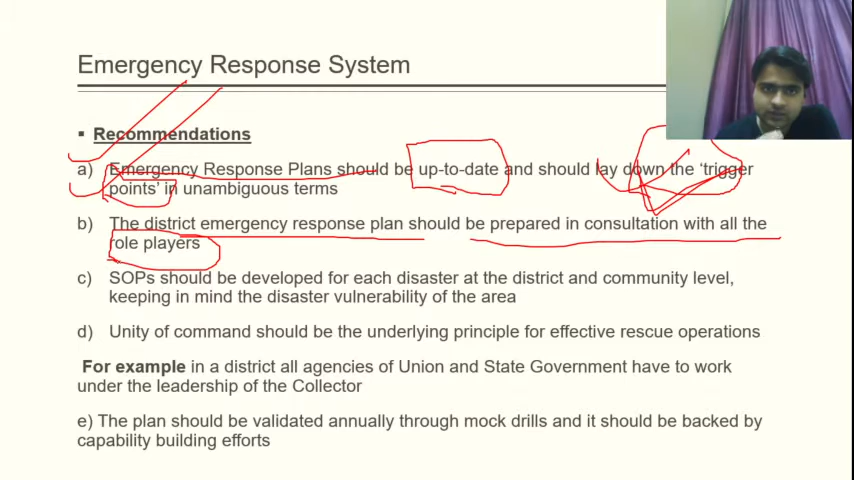 Emergency Response System
▪ Recommendations
a) Emergency Response Plans should be up-to-date and should lay down the ‘trigger
points’ in unambiguous terms
b) The district emergency response plan should be prepared in consultation with all the
role players
c) SOPs should be developed for each disaster at the district and community level,
keeping in mind the disaster vulnerability of the area
d) Unity of command should be the underlying principle for effective rescue operations
For example in a district all agencies of Union and State Government have to work
under the leadership of the Collector
e) The plan should be validated annually through mock drills and it should be backed by
capability building efforts